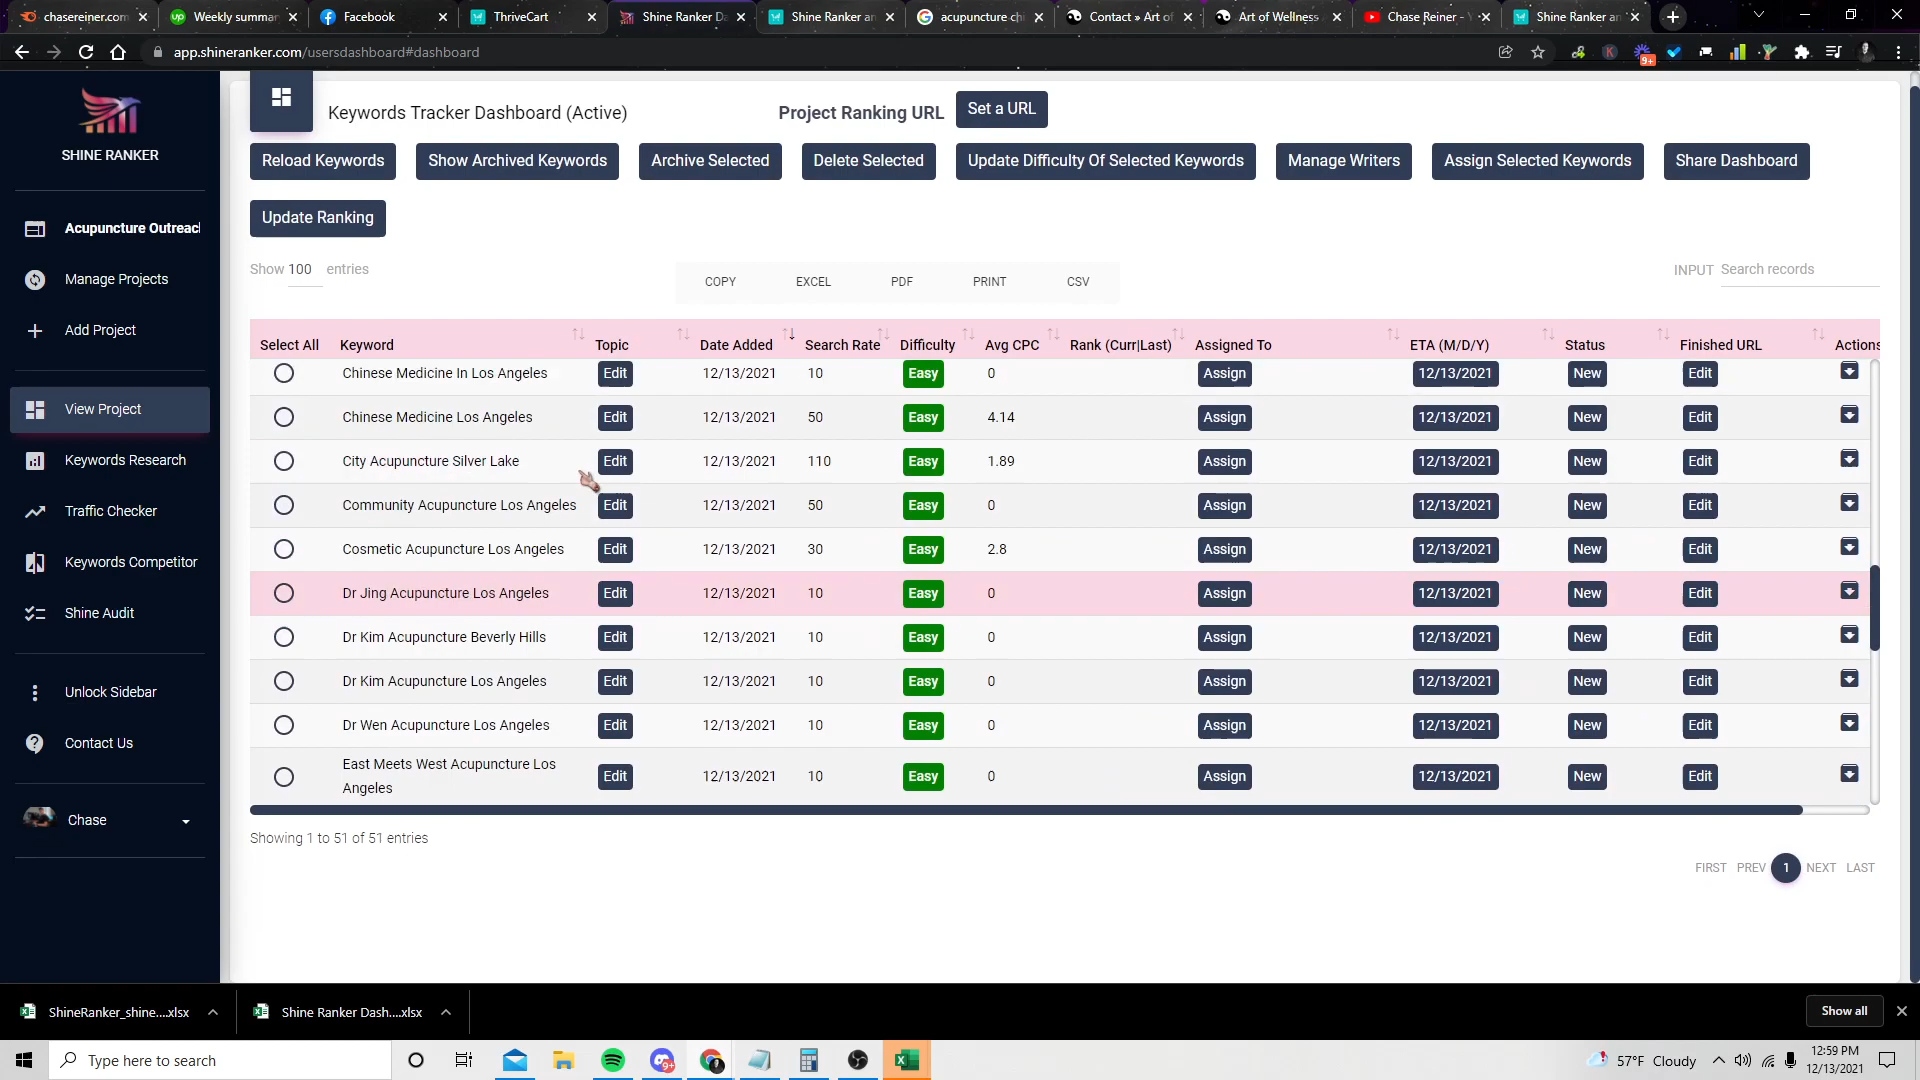 chasereiner.com
Weekly summar
Facebook
ThriveCart
Shine Ranker Da
Shine Ranker an
acupuncture chi
Contact » Art of
Art of Wellness
Chase Reiner - Y
Shine Ranker an
app.shineranker.com/usersdashboard#dashboard
9+
SHINE RANKER
Acupuncture Outreach
Manage Projects
Add Project
View Project
Keywords Research
Traffic Checker
Keywords Competitor
Shine Audit
Unlock Sidebar
Contact Us
Chase
Keywords Tracker Dashboard (Active)
Project Ranking URL
Set a URL
Reload Keywords
Show Archived Keywords
Archive Selected
Delete Selected
Update Difficulty Of Selected Keywords
Manage Writers
Assign Selected Keywords
Share Dashboard
Update Ranking
Show 100 entries
COPY EXCEL PDF PRINT CSV
INPUT Search records
Select All Keyword Topic Date Added Search Rate Difficulty Avg CPC Rank (Curr|Last) Assigned To ETA (M/D/Y) Status Finished URL Actions
Chinese Medicine In Los Angeles Edit 12/13/2021 10 Easy 0 Assign 12/13/2021 New Edit
Chinese Medicine Los Angeles Edit 12/13/2021 50 Easy 4.14 Assign 12/13/2021 New Edit
City Acupuncture Silver Lake Edit 12/13/2021 110 Easy 1.89 Assign 12/13/2021 New Edit
Community Acupuncture Los Angeles Edit 12/13/2021 50 Easy 0 Assign 12/13/2021 New Edit
Cosmetic Acupuncture Los Angeles Edit 12/13/2021 30 Easy 2.8 Assign 12/13/2021 New Edit
Dr Jing Acupuncture Los Angeles Edit 12/13/2021 10 Easy 0 Assign 12/13/2021 New Edit
Dr Kim Acupuncture Beverly Hills Edit 12/13/2021 10 Easy 0 Assign 12/13/2021 New Edit
Dr Kim Acupuncture Los Angeles Edit 12/13/2021 10 Easy 0 Assign 12/13/2021 New Edit
Dr Wen Acupuncture Los Angeles Edit 12/13/2021 10 Easy 0 Assign 12/13/2021 New Edit
East Meets West Acupuncture Los
Angeles Edit 12/13/2021 10 Easy 0 Assign 12/13/2021 New Edit
Showing 1 to 51 of 51 entries
FIRST PREV 1 NEXT LAST
ShineRanker_shine....xlsx
Shine Ranker Dash....xlsx
Show all
Type here to search
9+
57°F Cloudy
12:59 PM
12/13/2021